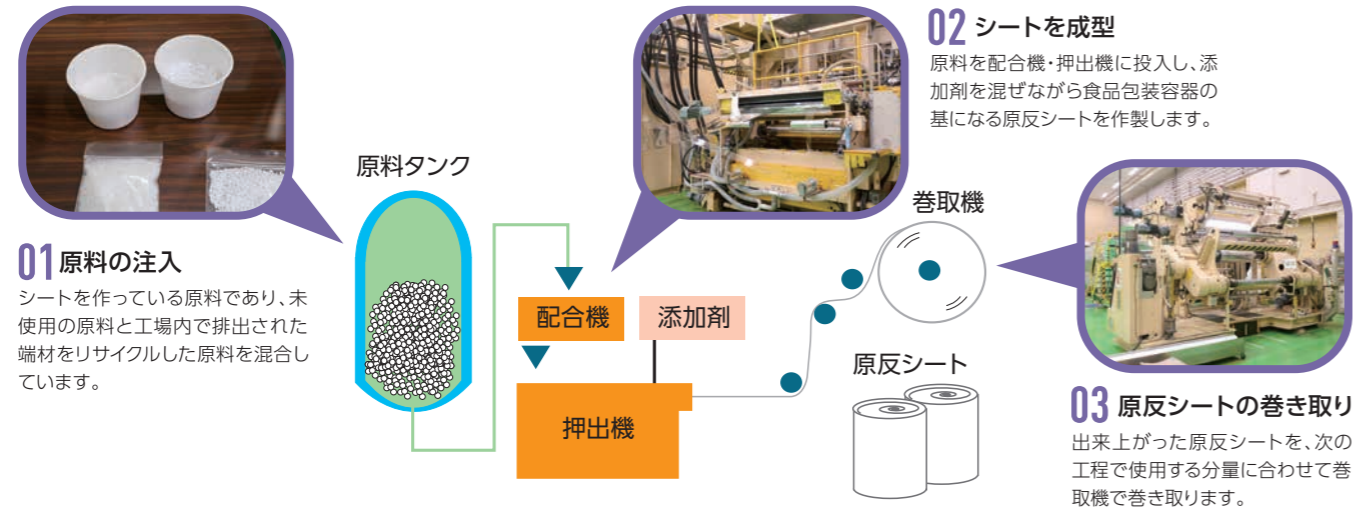 01 原料の注入
シートを作っている原料であり、未
使用の原料と工場内で排出された
端材をリサイクルした原料を混合し
ています。
原料タンク
02 シートを成型
原料を配合機・押出機に投入し、添
加剤を混ぜながら食品包装容器の
基になる原反シートを作製します。
配合機
添加剤
押出機
巻取機
原反シート
03 原反シートの巻き取り
出来上がった原反シートを、次の
工程で使用する分量に合わせて巻
取機で巻き取ります。